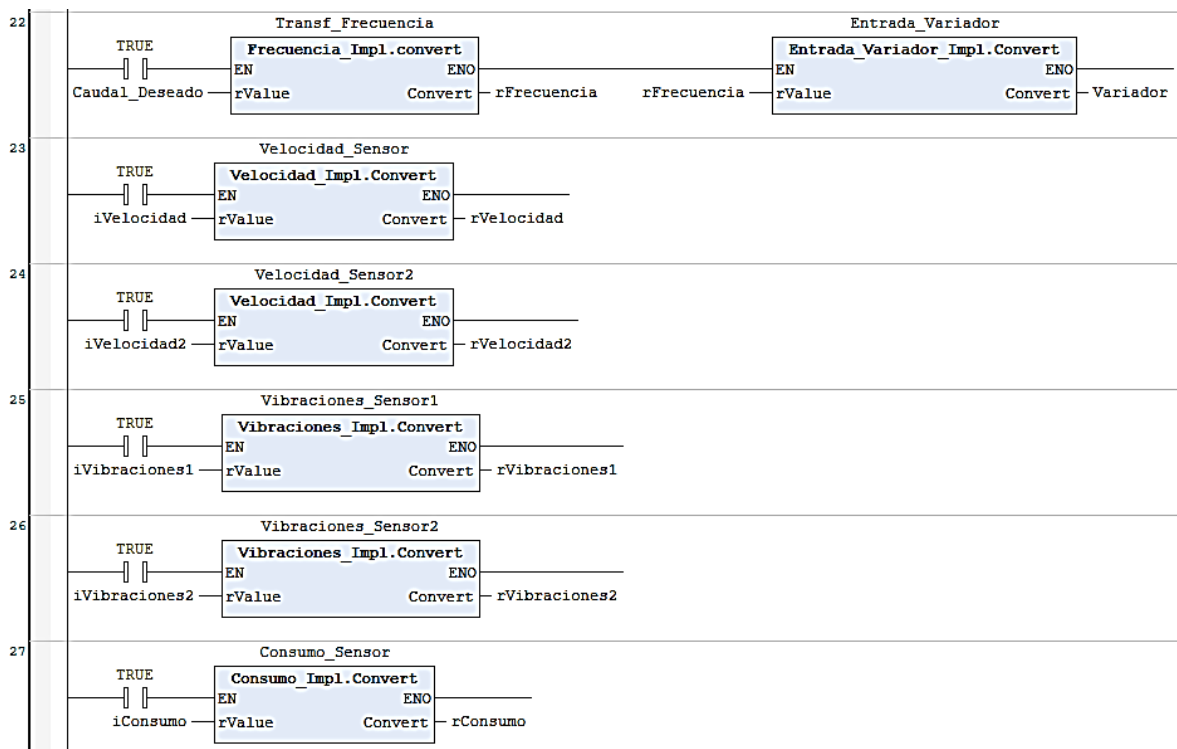 22
Transf_Frecuencia Entrada_Variador
TRUE Frecuencia_Impl.convert Entrada_Variador_Impl.Convert
EN ENO EN ENO
Caudal_Deseado rValue Convert rFrecuencia rFrecuencia rValue Convert Variador
23
Velocidad_Sensor
TRUE Velocidad_Impl.Convert
EN ENO
iVelocidad rValue Convert rVelocidad
24
Velocidad_Sensor2
TRUE Velocidad_Impl.Convert
EN ENO
iVelocidad2 rValue Convert rVelocidad2
25
Vibraciones_Sensor1
TRUE Vibraciones_Impl.Convert
EN ENO
iVibraciones1 rValue Convert rVibraciones1
26
Vibraciones_Sensor2
TRUE Vibraciones_Impl.Convert
EN ENO
iVibraciones2 rValue Convert rVibraciones2
27
Consumo_Sensor
TRUE Consumo_Impl.Convert
EN ENO
iConsumo rValue Convert rConsumo